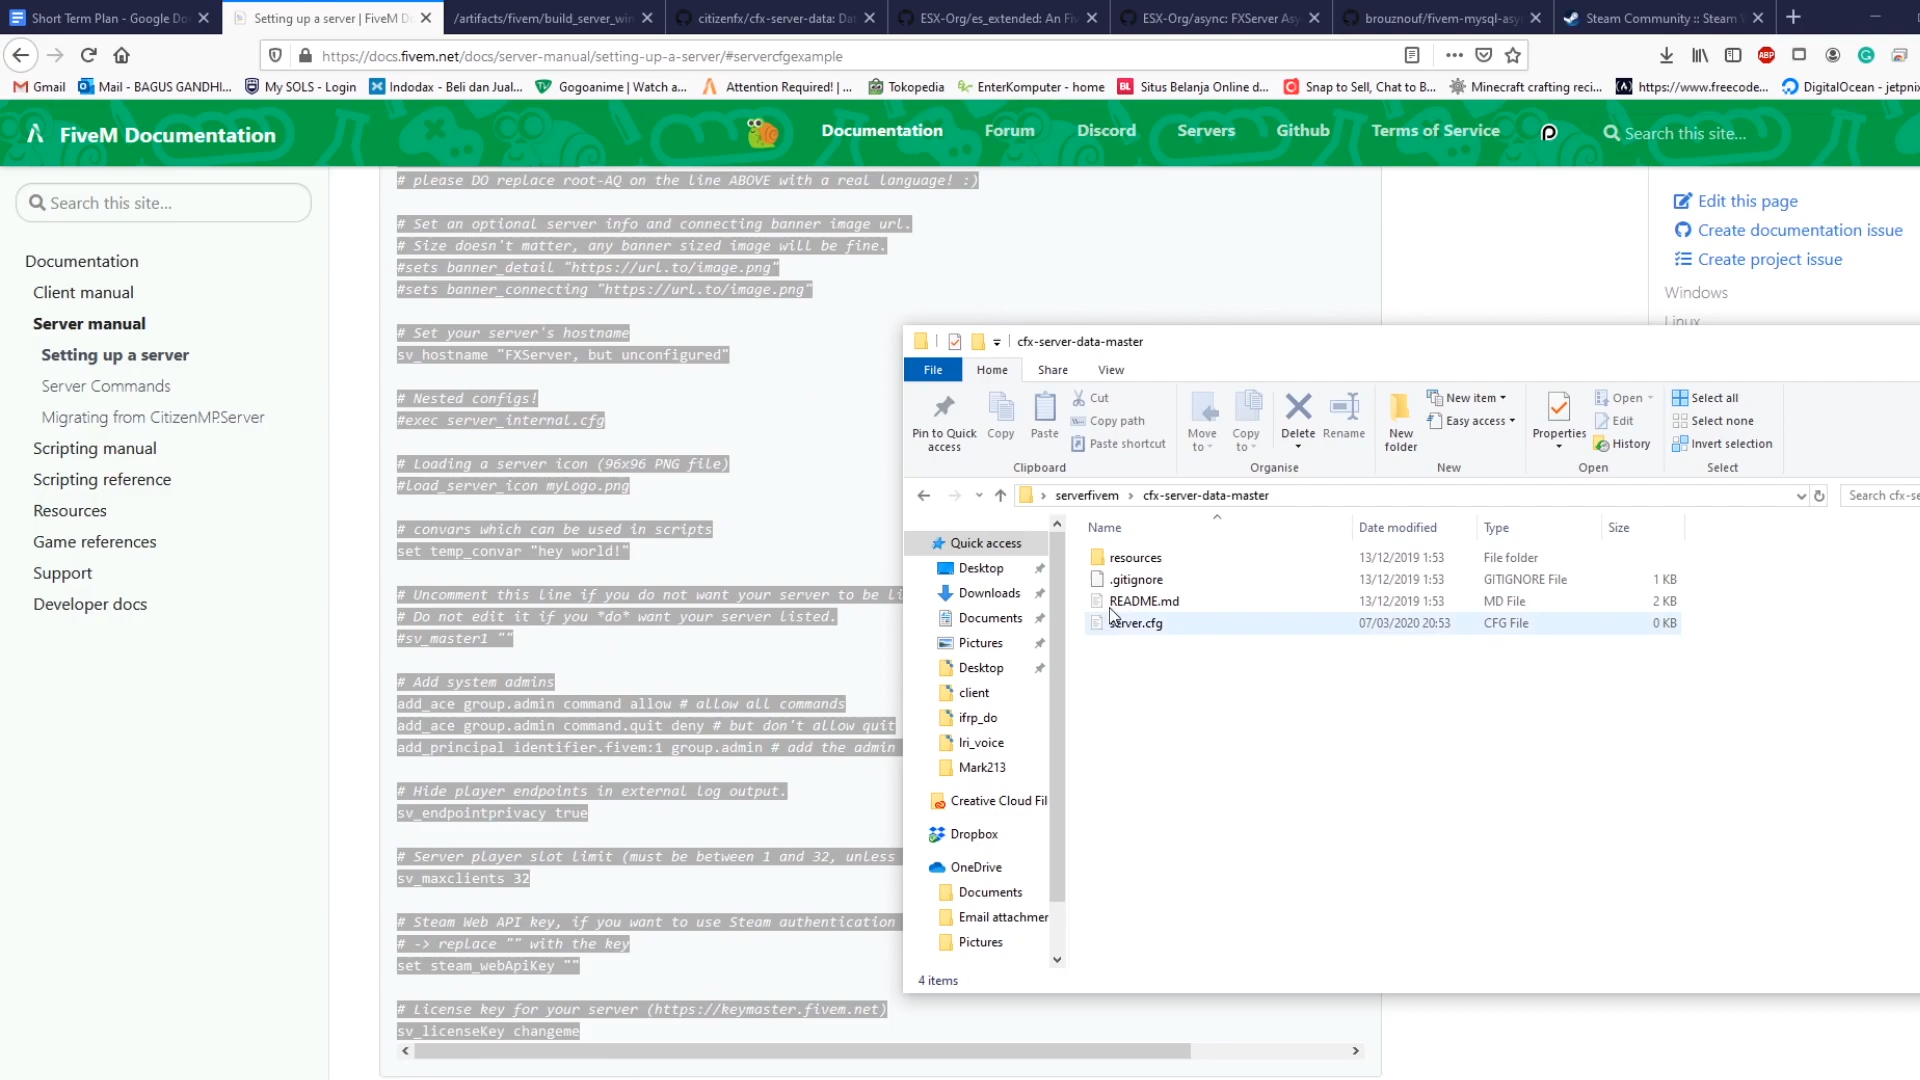 Short Term Plan - Google Do
Setting up a server | FiveM D
/artifacts/fivem/build_server_win
citizenfx/cfx-server-data: Da
ESX-Org/es_extended: An Fiv
ESX-Org/async: FXServer Asy
brouznouf/fivem-mysql-asyn
Steam Community :: Steam W
https://docs.fivem.net/docs/server-manual/setting-up-a-server/#servercfgexample
ABP
Gmail
Mail - BAGUS GANDHI...
My SOLS - Login
Indodax - Beli dan Jual...
Gogoanime | Watch a...
Attention Required! | ...
Tokopedia
EnterKomputer - home
Situs Belanja Online d...
Snap to Sell, Chat to B...
Minecraft crafting reci...
https://www.freecode...
DigitalOcean - jetpnix
FiveM Documentation
Documentation
Forum
Discord
Servers
Github
Terms of Service
Search this site...
Search this site...
Documentation
Client manual
Server manual
Setting up a server
Server Commands
Migrating from CitizenMP.Server
Scripting manual
Scripting reference
Resources
Game references
Support
Developer docs
# please DO replace root-AQ on the line ABOVE with a real language! :)
# Set an optional server info and connecting banner image url.
# Size doesn't matter, any banner sized image will be fine.
#sets banner_detail "https://url.to/image.png"
#sets banner_connecting "https://url.to/image.png"
# Set your server's hostname
sv_hostname "FXServer, but unconfigured"
# Nested configs!
#exec server_internal.cfg
# Loading a server icon (96x96 PNG file)
#load_server_icon myLogo.png
# convars which can be used in scripts
set temp_convar "hey world!"
# Uncomment this line if you do not want your server to be li
# Do not edit it if you *do* want your server listed.
#sv_master1 ""
# Add system admins
add_ace group.admin command allow # allow all commands
add_ace group.admin command.quit deny # but don't allow quit
add_principal identifier.fivem:1 group.admin # add the admin
# Hide player endpoints in external log output.
sv_endpointprivacy true
# Server player slot limit (must be between 1 and 32, unless
sv_maxclients 32
# Steam Web API key, if you want to use Steam authentication
# -> replace "" with the key
set steam_webApiKey ""
# License key for your server (https://keymaster.fivem.net)
sv_licenseKey changeme
Edit this page
Create documentation issue
Create project issue
Windows
Linux
cfx-server-data-master
File
Home
Share
View
Pin to Quick access
Copy
Paste
Cut
Copy path
Paste shortcut
Clipboard
Move to
Copy to
Delete
Rename
Organise
New folder
New item
Easy access
New
Properties
Open
Edit
History
Open
Select all
Select none
Invert selection
Select
serverfivem
cfx-server-data-master
Search cfx-se
Name
Date modified
Type
Size
resources
13/12/2019 1:53
File folder
.gitignore
13/12/2019 1:53
GITIGNORE File
1 KB
README.md
13/12/2019 1:53
MD File
2 KB
server.cfg
07/03/2020 20:53
CFG File
0 KB
Quick access
Desktop
Downloads
Documents
Pictures
Desktop
client
ifrp_do
lri_voice
Mark213
Creative Cloud Fil
Dropbox
OneDrive
Documents
Email attachmer
Pictures
4 items